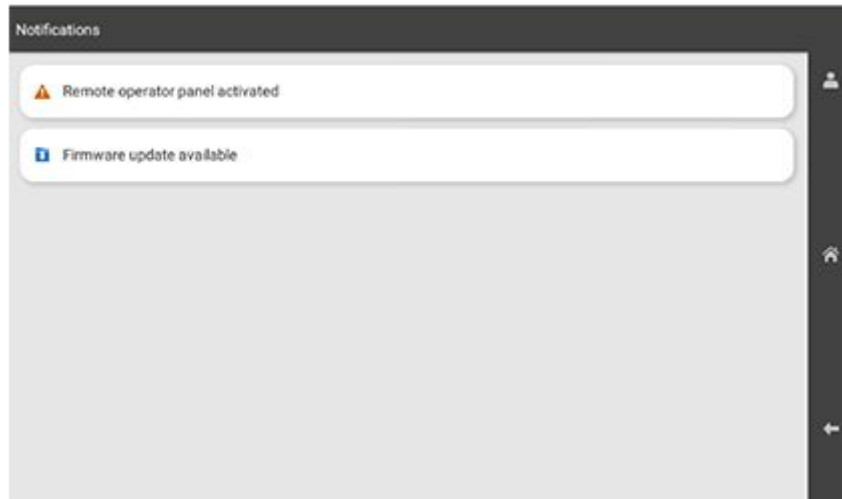 Notifications
Remote operator panel activated
Firmware update available